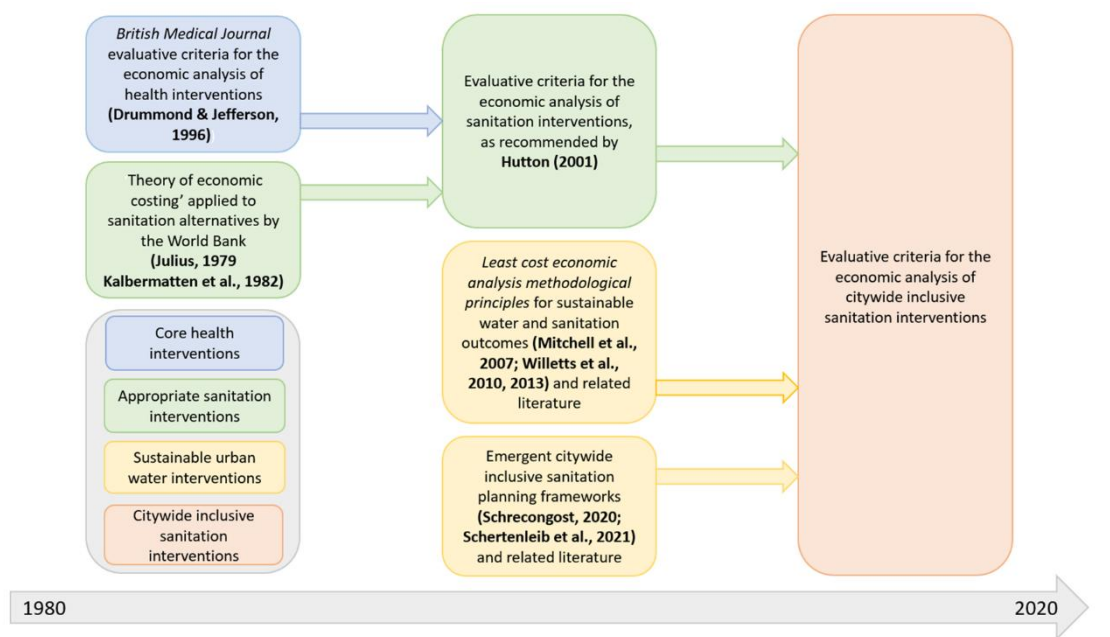 British Medical Journal
evaluative criteria for the
economic analysis of
health interventions
(Drummond & Jefferson,
1996)
Theory of economic
costing’ applied to
sanitation alternatives by
the World Bank
(Julius, 1979
Kalbermatten et al., 1982)
Core health
interventions
Appropriate sanitation
interventions
Sustainable urban
water interventions
Citywide inclusive
sanitation
interventions
Evaluative criteria for the
economic analysis of
sanitation interventions,
as recommended by
Hutton (2001)
Least cost economic
analysis methodological
principles for sustainable
water and sanitation
outcomes (Mitchell et al.,
2007; Willetts et al.,
2010, 2013) and related
literature
Emergent citywide
inclusive sanitation
planning frameworks
(Schrecongost, 2020;
Schertenleib et al., 2021)
and related literature
Evaluative criteria for the
economic analysis of
citywide inclusive
sanitation interventions
1980
2020